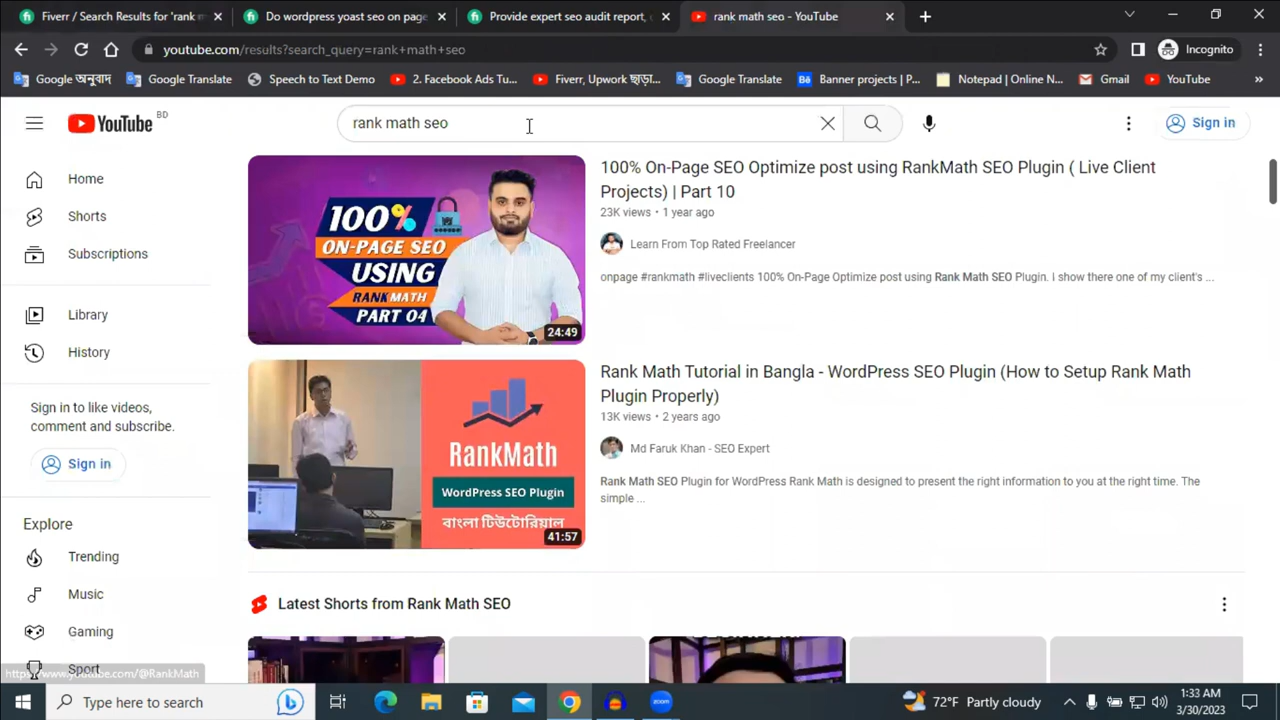 Fiverr / Search Results for 'rank m
Do wordpress yoast seo on page
Provide expert seo audit report,
rank math seo - YouTube
youtube.com/results?search_query=rank+math+seo
Incognito
Google অনুবাদ
Google Translate
Speech to Text Demo
2. Facebook Ads Tu...
Fiverr, Upwork ছাড়া...
Google Translate
Banner projects | P...
Notepad | Online N...
Gmail
YouTube
YouTube BD
rank math seo
Sign in
Home
Shorts
Subscriptions
Library
History
Sign in to like videos,
comment and subscribe.
Sign in
Explore
Trending
Music
Gaming
Sport
https://www.youtube.com/@RankMath
100%
ON-PAGE SEO
USING
RANKMATH
PART 04
24:49
100% On-Page SEO Optimize post using RankMath SEO Plugin ( Live Client
Projects) | Part 10
23K views • 1 year ago
Learn From Top Rated Freelancer
onpage #rankmath #liveclients 100% On-Page Optimize post using Rank Math SEO Plugin. I show there one of my client's ...
RankMath
WordPress SEO Plugin
বাংলা টিউটোরিয়াল
41:57
Rank Math Tutorial in Bangla - WordPress SEO Plugin (How to Setup Rank Math
Plugin Properly)
13K views • 2 years ago
Md Faruk Khan - SEO Expert
Rank Math SEO Plugin for WordPress Rank Math is designed to present the right information to you at the right time. The
simple ...
Latest Shorts from Rank Math SEO
Type here to search
zoom
72°F Partly cloudy
1:33 AM
3/30/2023